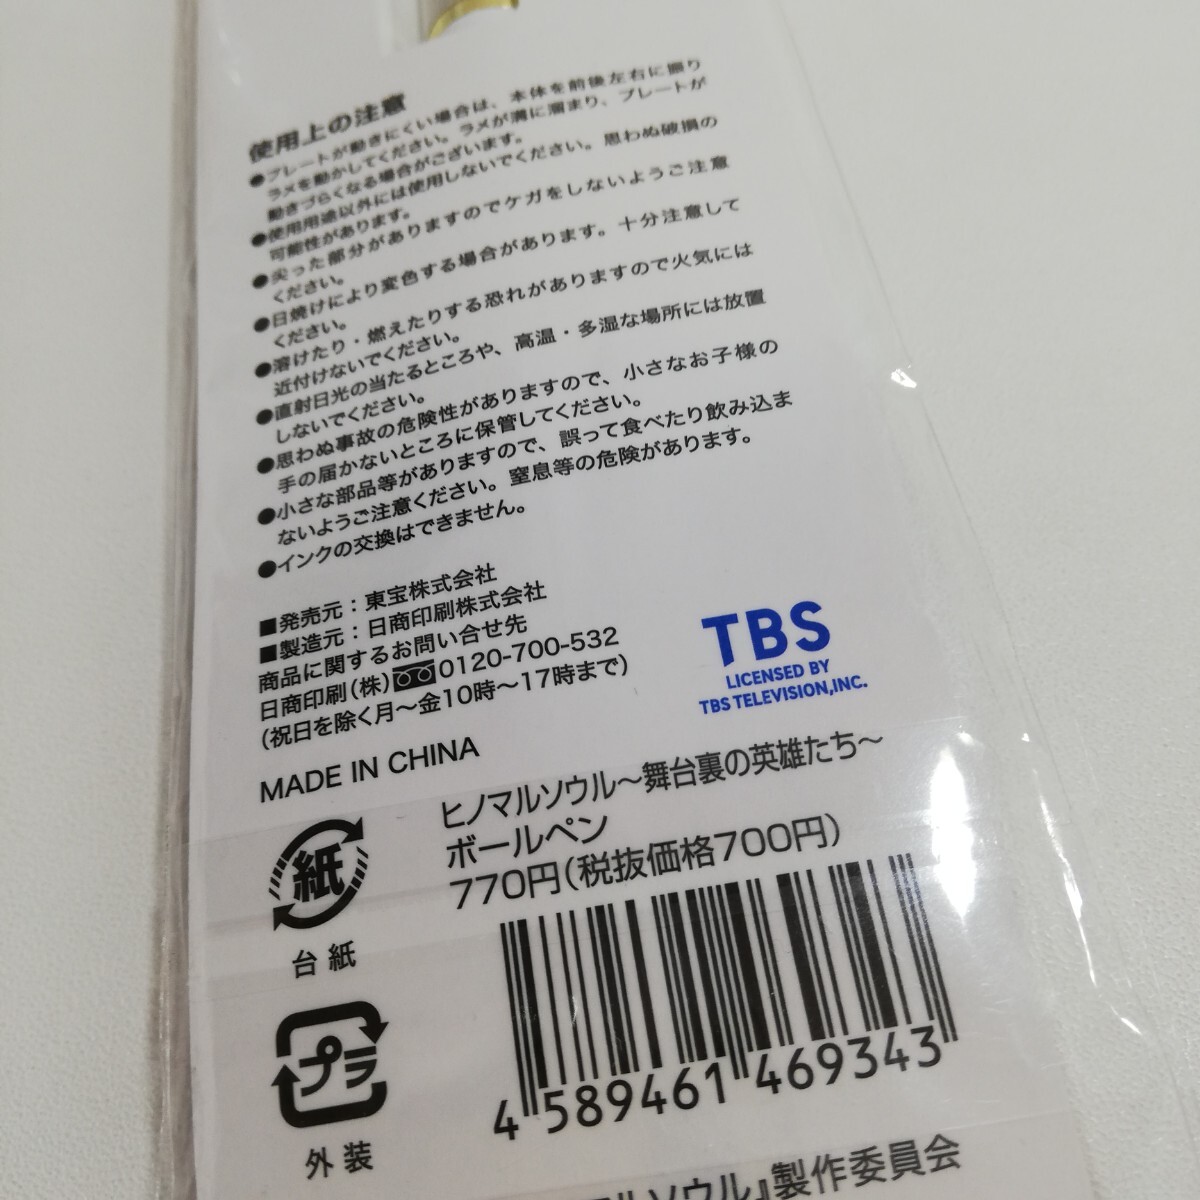 使用上の注意
●プレートが動きにくい場合は、本体を前後左右に振り
ラメを動かしてください。ラメが溝に溜まり、プレートが
動きづらくなる場合がございます。
●使用用途以外には使用しないでください。思わぬ破損の
可能性があります。
●尖った部分がありますのでケガをしないようご注意
ください。
●日焼けにより変色する場合があります。十分注意して
ください。
●溶けたり・燃えたりする恐れがありますので火気には
近付けないでください。
●直射日光の当たるところや、高温・多湿な場所には放置
しないでください。
●思わぬ事故の危険性がありますので、小さなお子様の
手の届かないところに保管してください。
●小さな部品等がありますので、誤って食べたり飲み込ま
ないようご注意ください。窒息等の危険があります。
●インクの交換はできません。
■発売元：東宝株式会社
■製造元：日商印刷株式会社
商品に関するお問い合せ先
日商印刷(株)0120-700-532
(祝日を除く月～金10時～17時まで)
MADE IN CHINA
TBS
LICENSED BY
TBS TELEVISION,INC.
ヒノマルソウル～舞台裏の英雄たち～
ボールペン
770円(税抜価格700円)
紙
台紙
プラ
外装
4 589461 469343
マルソウル』製作委員会